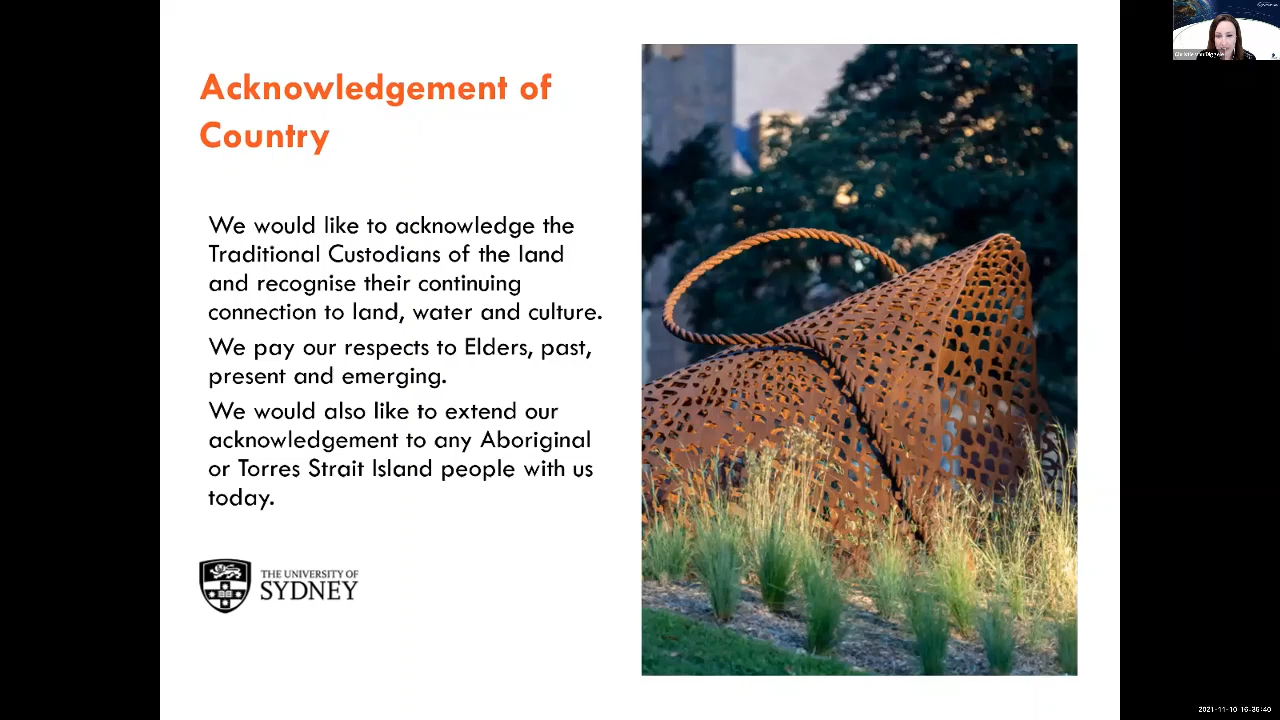 Acknowledgement of
Country
We would like to acknowledge the
Traditional Custodians of the land
and recognise their continuing
connection to land, water and culture.
We pay our respects to Elders, past,
present and emerging.
We would also like to extend our
acknowledgement to any Aboriginal
or Torres Strait Island people with us
today.
THE UNIVERSITY OF
SYDNEY
2021-11-10 16:36:40